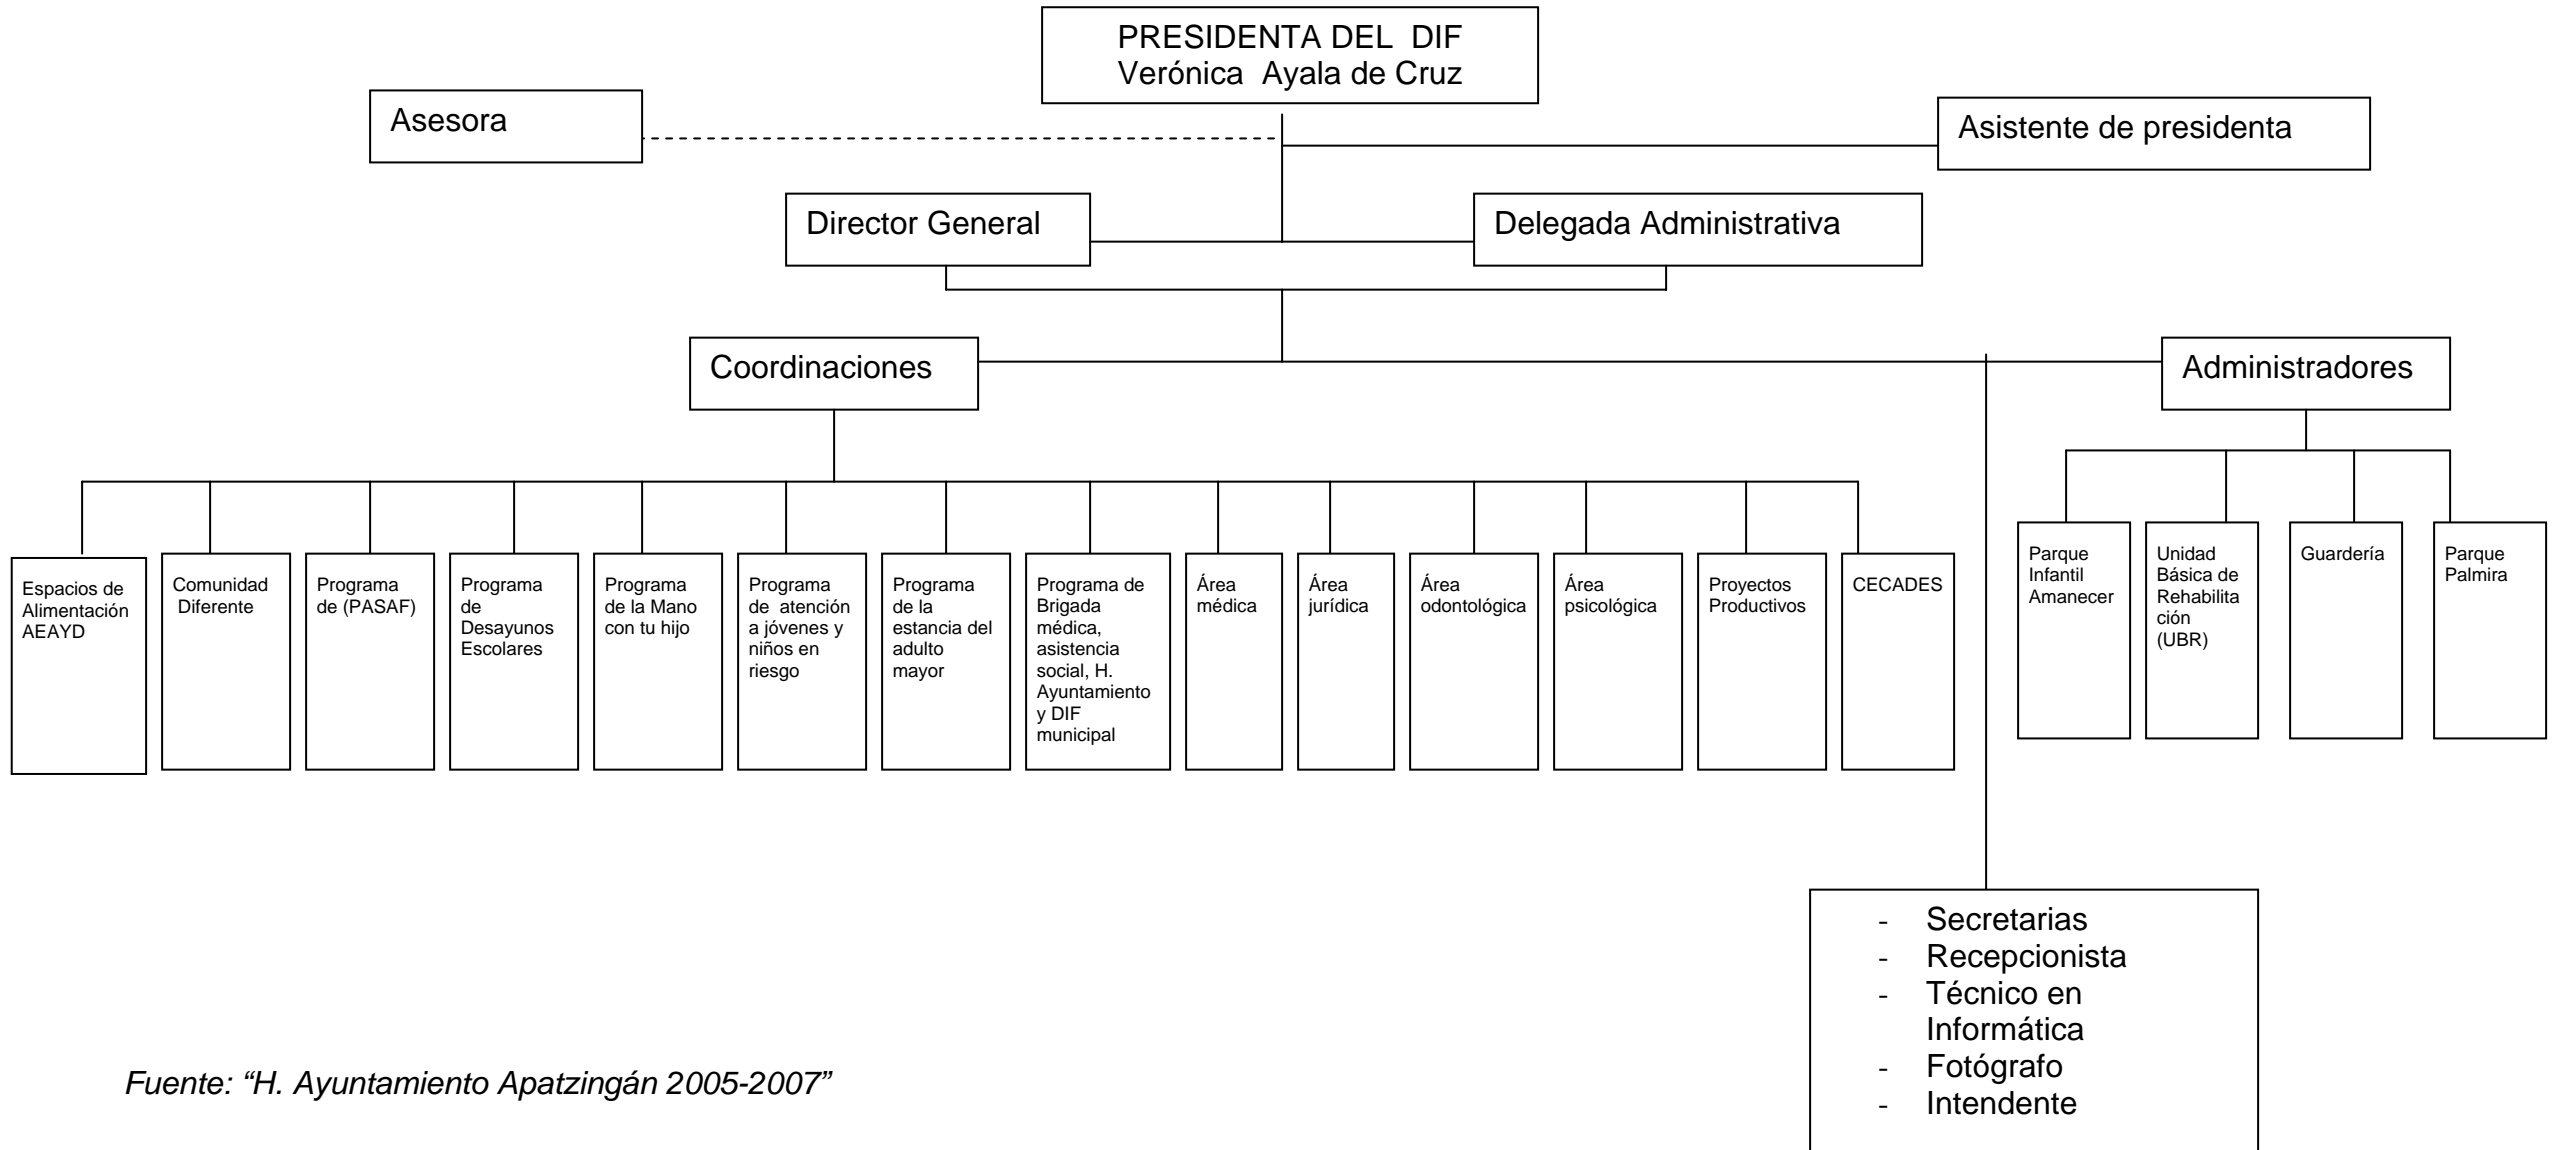 PRESIDENTA DEL DIF
Verónica Ayala de Cruz
Asesora
Asistente de presidenta
Director General
Delegada Administrativa
Coordinaciones
Administradores
Espacios de
Alimentación
AEAYD
Comunidad
Diferente
Programa
de (PASAF)
Programa
de
Desayunos
Escolares
Programa
de la Mano
con tu hijo
Programa
de atención
a jóvenes y
niños en
riesgo
Programa
de la
estancia del
adulto
mayor
Programa de
Brigada
médica,
asistencia
social, H.
Ayuntamiento
y DIF
municipal
Área
médica
Área
jurídica
Área
odontológica
Área
psicológica
Proyectos
Productivos
CECADES
Parque
Infantil
Amanecer
Unidad
Básica de
Rehabilita
ción
(UBR)
Guardería
Parque
Palmira
- Secretarias
- Recepcionista
- Técnico en
Informática
- Fotógrafo
- Intendente
Fuente: “H. Ayuntamiento Apatzingán 2005-2007”